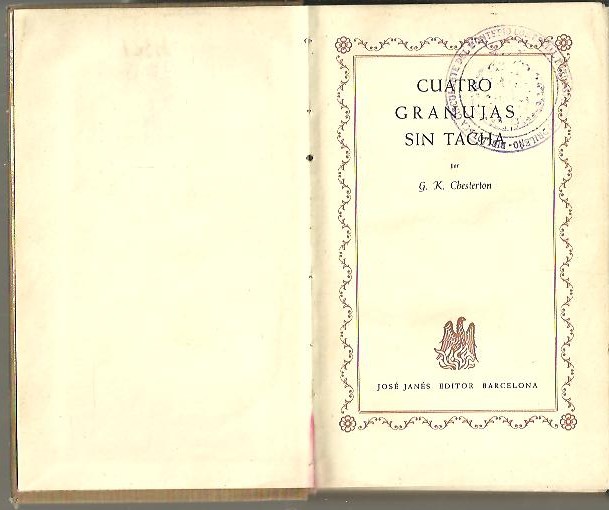 CUATRO
GRANUJAS
SIN TACHA
por
G. K. Chesterton
JOSÉ JANÉS EDITOR BARCELONA